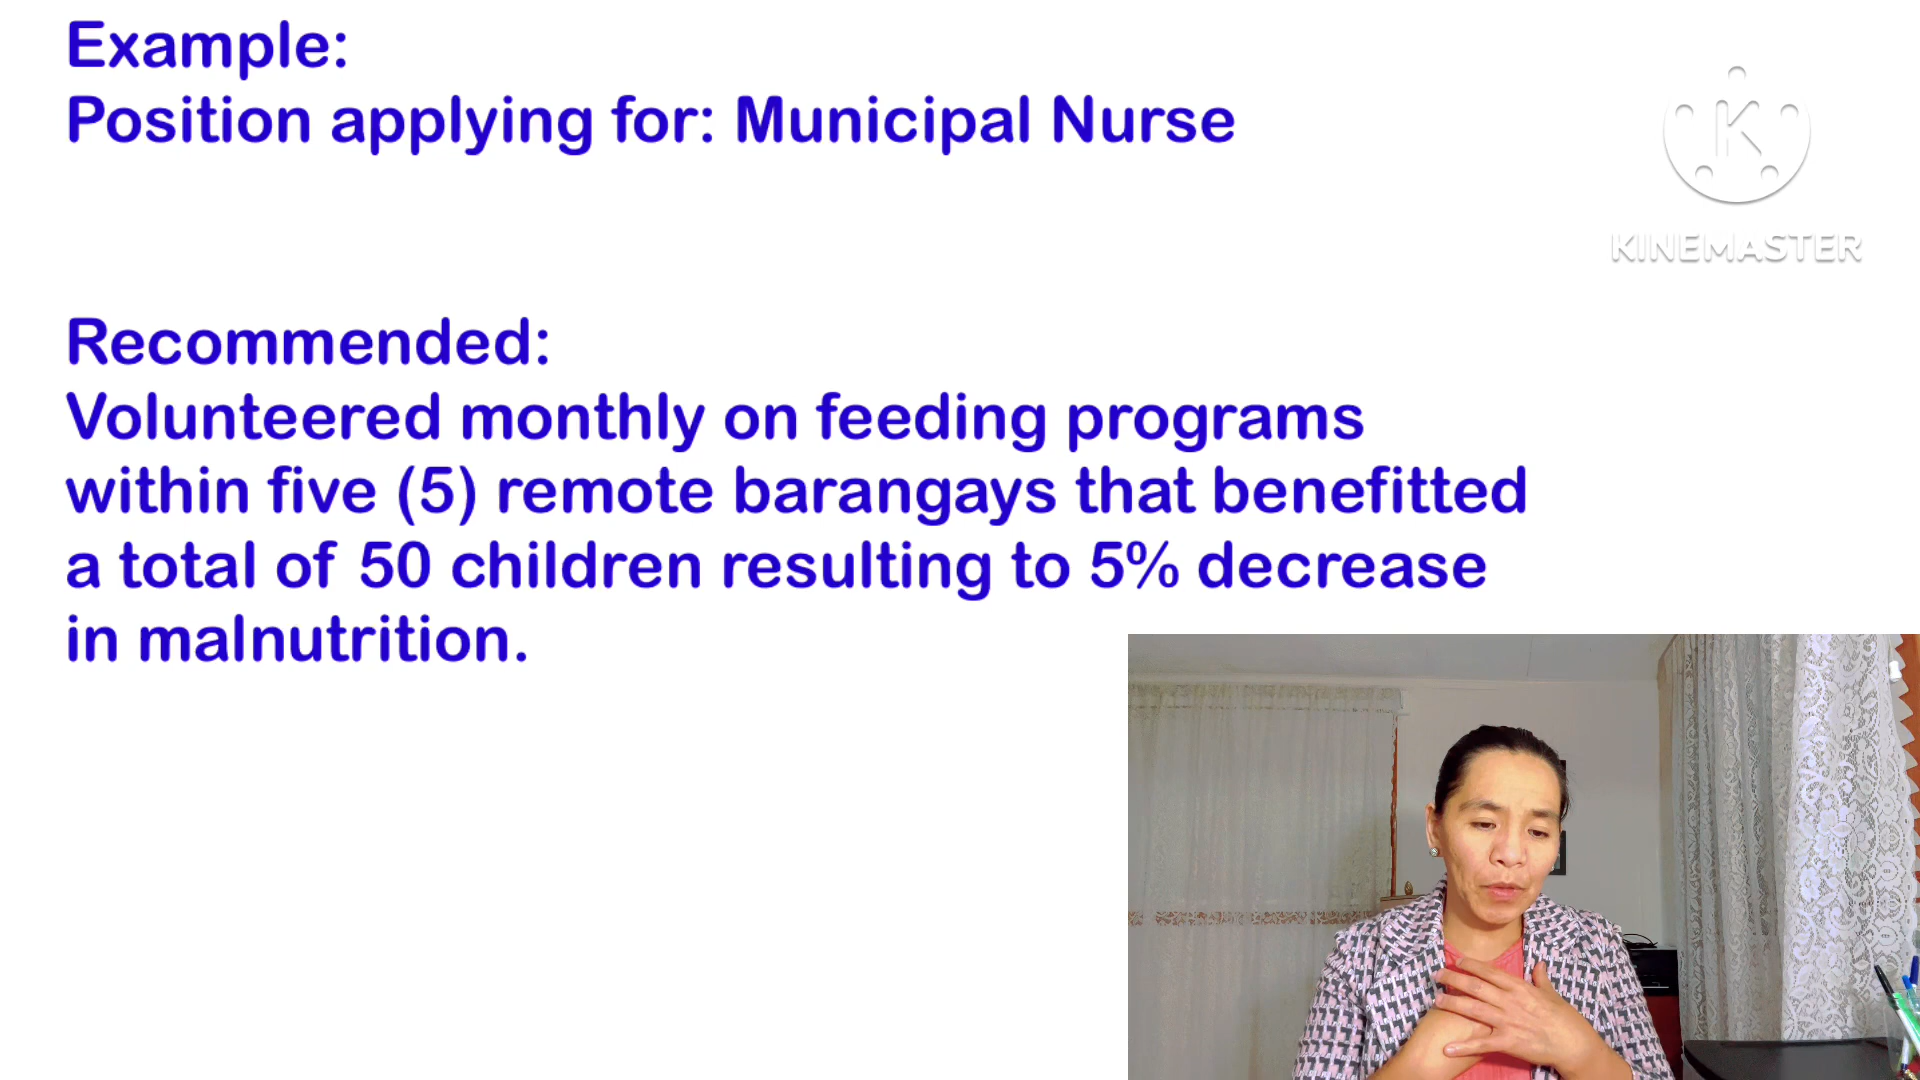 Example:
Position applying for: Municipal Nurse
K
KINEMASTER
Recommended:
Volunteered monthly on feeding programs
within five (5) remote barangays that benefitted
a total of 50 children resulting to 5% decrease
in malnutrition.